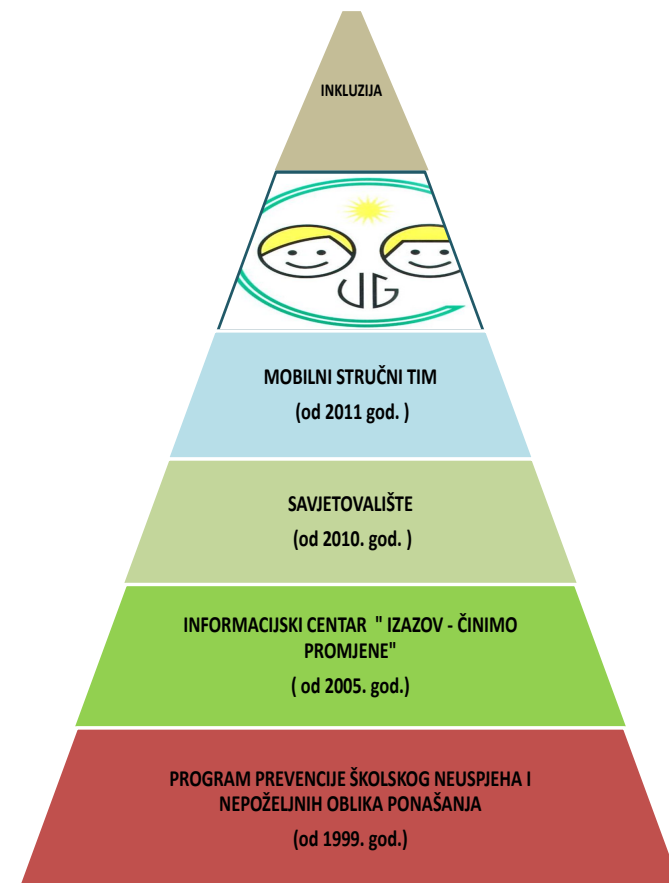 INKLUZIJA
UG
MOBILNI STRUČNI TIM
(od 2011 god. )
SAVJETOVALIŠTE
(od 2010. god. )
INFORMACIJSKI CENTAR " IZAZOV - ČINIMO
PROMJENE"
( od 2005. god.)
PROGRAM PREVENCIJE ŠKOLSKOG NEUSPJEHA I
NEPOŽELJNIH OBLIKA PONAŠANJA
(od 1999. god.)